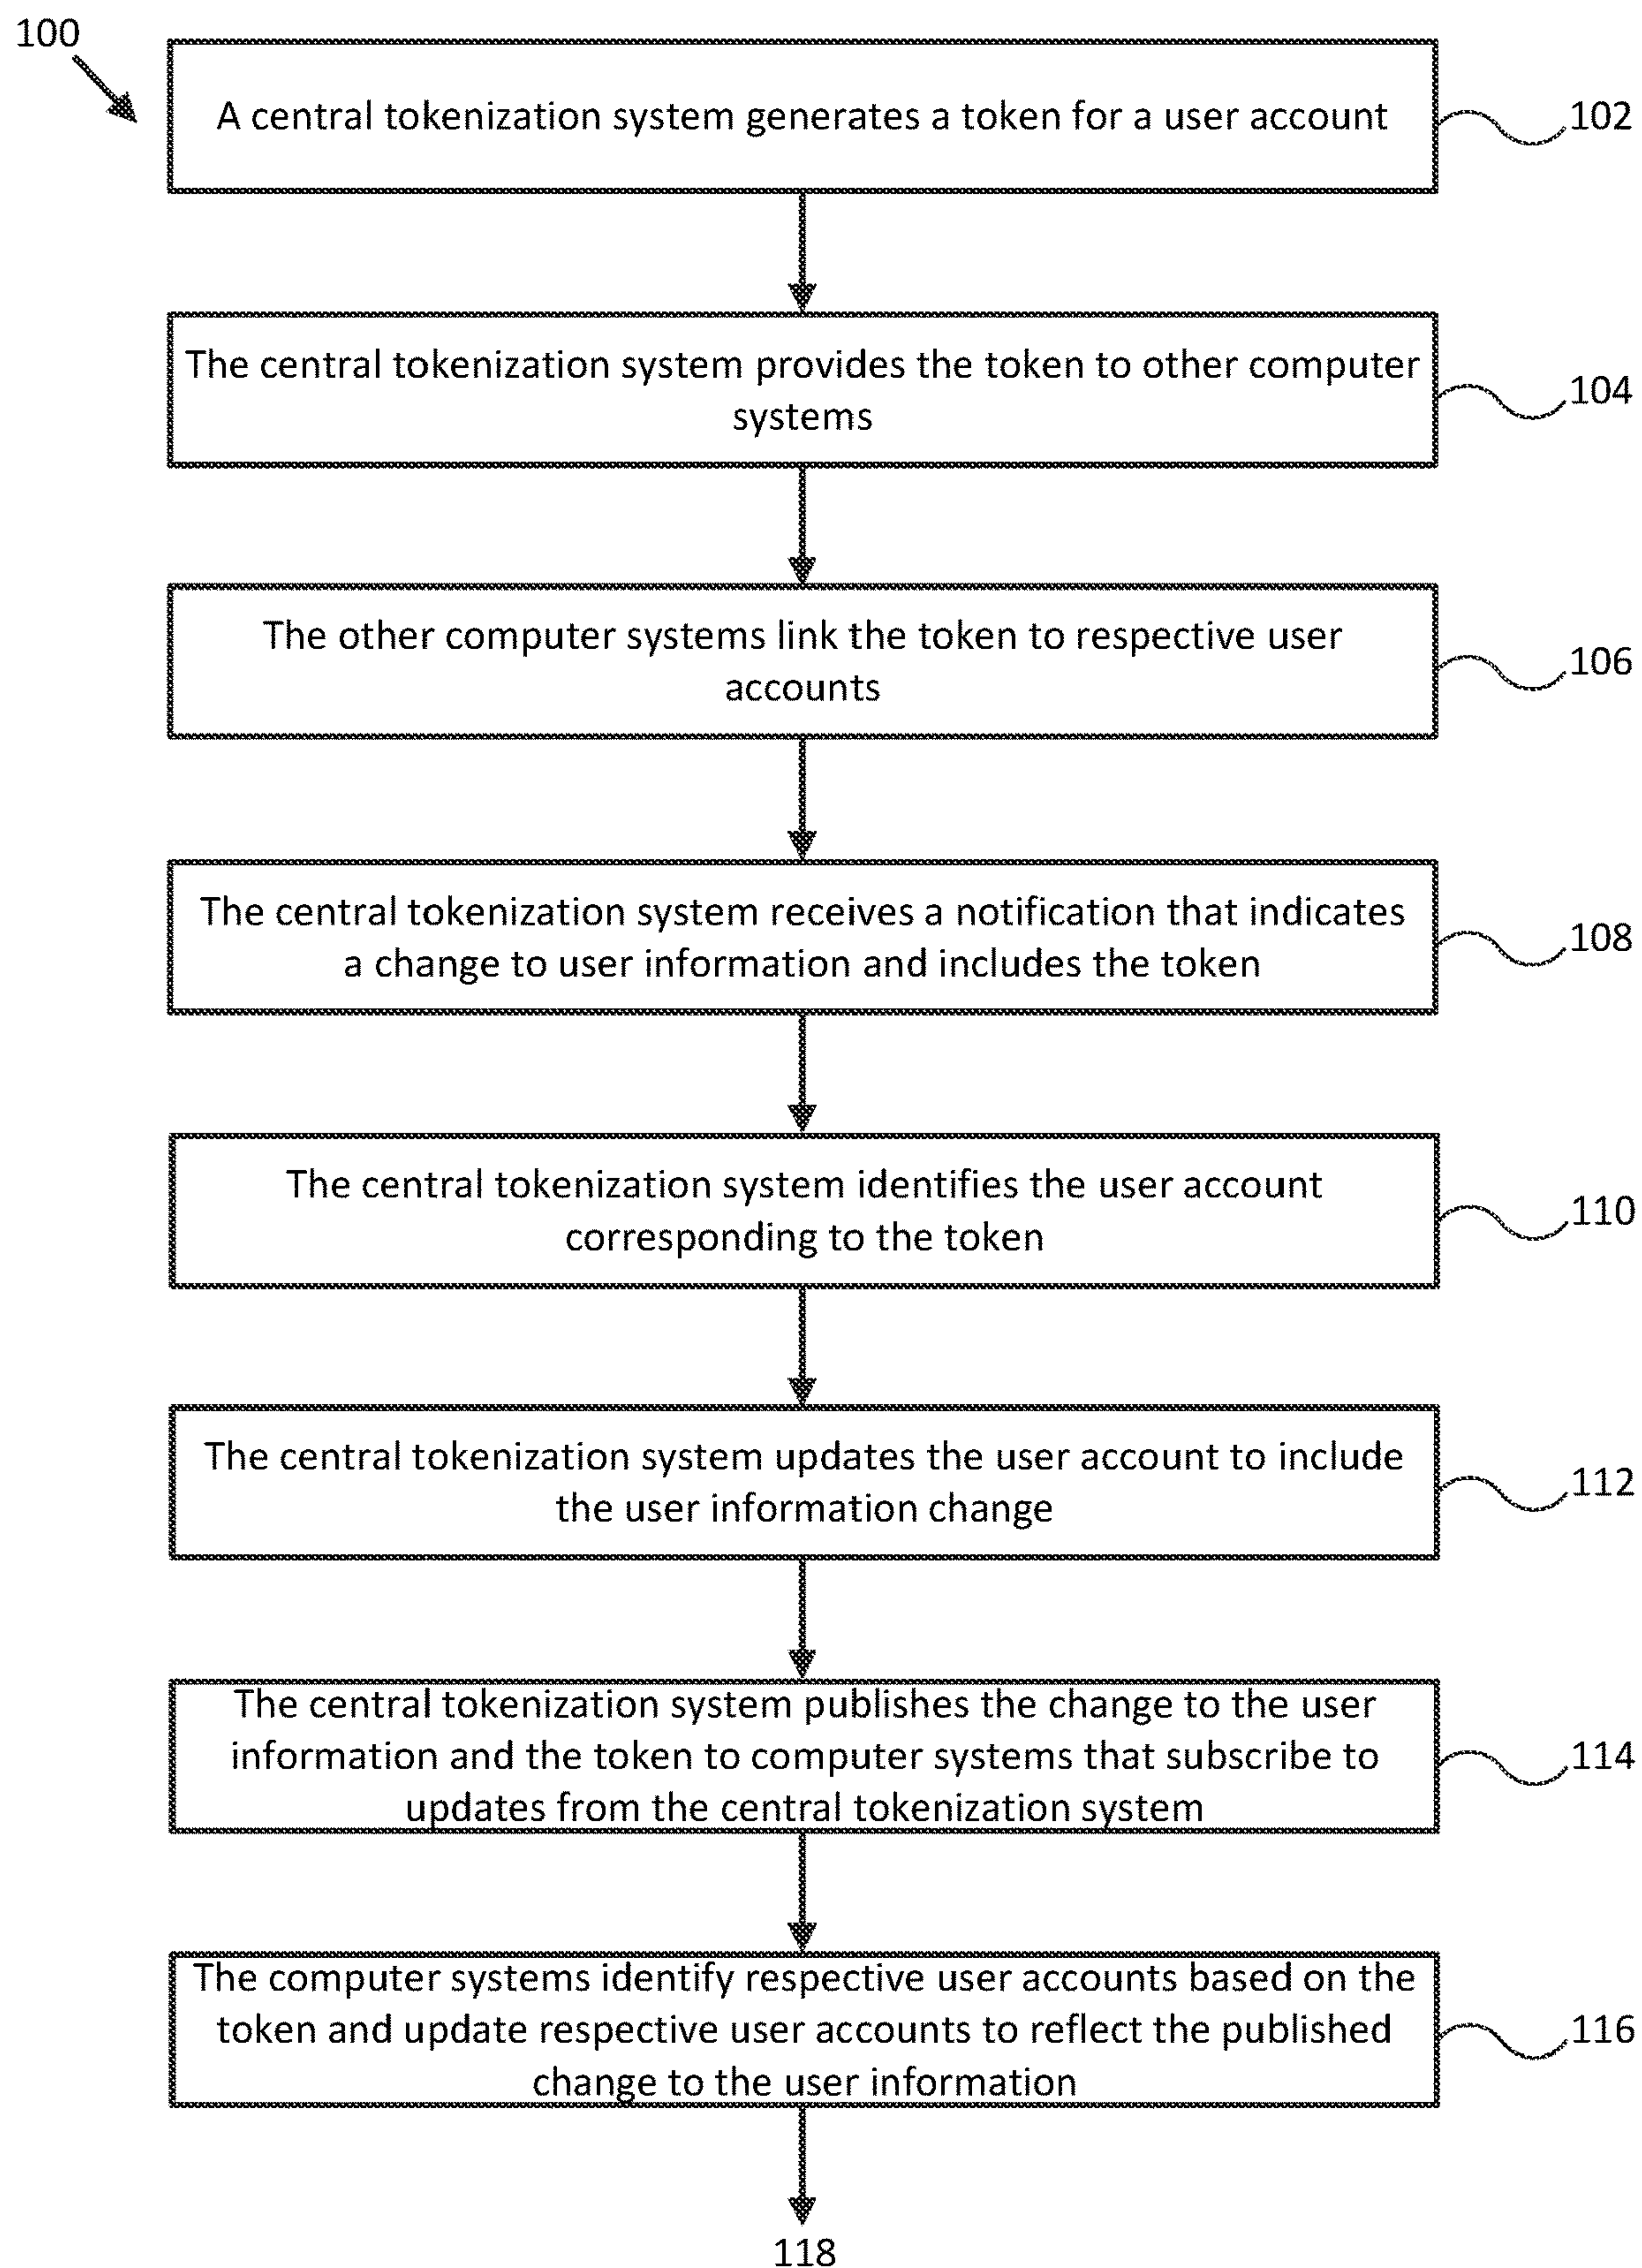 100
A central tokenization system generates a token for a user account
102
The central tokenization system provides the token to other computer
systems
104
The other computer systems link the token to respective user
accounts
106
The central tokenization system receives a notification that indicates
a change to user information and includes the token
108
The central tokenization system identifies the user account
corresponding to the token
110
The central tokenization system updates the user account to include
the user information change
112
The central tokenization system publishes the change to the user
information and the token to computer systems that subscribe to
updates from the central tokenization system
114
The computer systems identify respective user accounts based on the
token and update respective user accounts to reflect the published
change to the user information
116
118